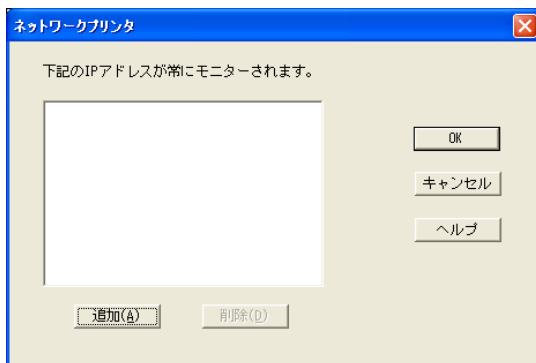 ネットワークプリンタ
下記のIPアドレスが常にモニターされます。
OK
キャンセル
ヘルプ
追加(A)
削除(D)